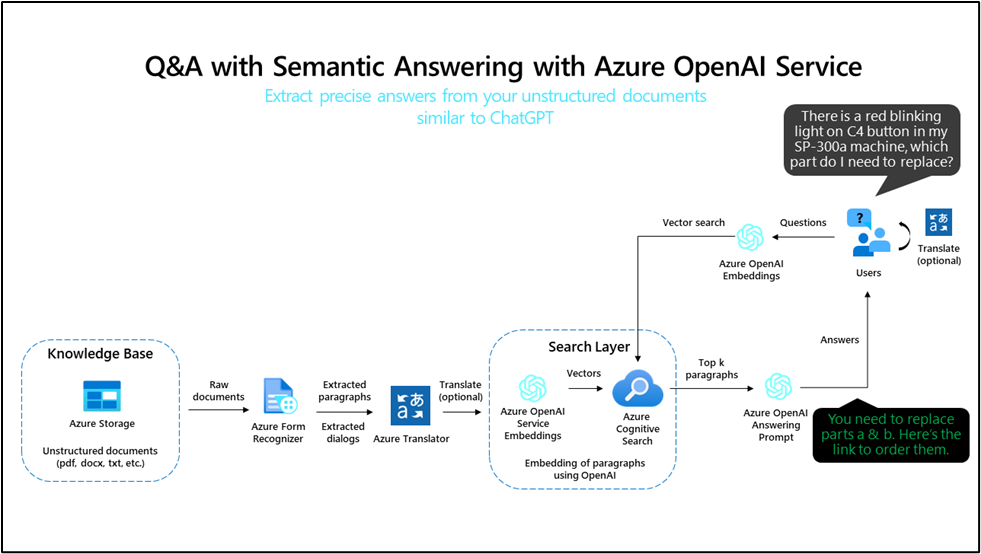 Q&A with Semantic Answering with Azure OpenAI Service
Extract precise answers from your unstructured documents
similar to ChatGPT
There is a red blinking
light on C4 button in my
SP-300a machine, which
part do I need to replace?
Vector search
Questions
Azure OpenAI
Embeddings
?
Users
a あ
Translate
(optional)
Knowledge Base
Azure Storage
Unstructured documents
(pdf, docx, txt, etc.)
Raw
documents
Azure Form
Recognizer
Extracted
paragraphs
Extracted
dialogs
a あ
Azure Translator
Translate
(optional)
Search Layer
Vectors
Azure OpenAI
Service
Embeddings
Azure
Cognitive
Search
Embedding of paragraphs
using OpenAI
Top k
paragraphs
Azure OpenAI
Answering
Prompt
Answers
You need to replace
parts a & b. Here's the
link to order them.